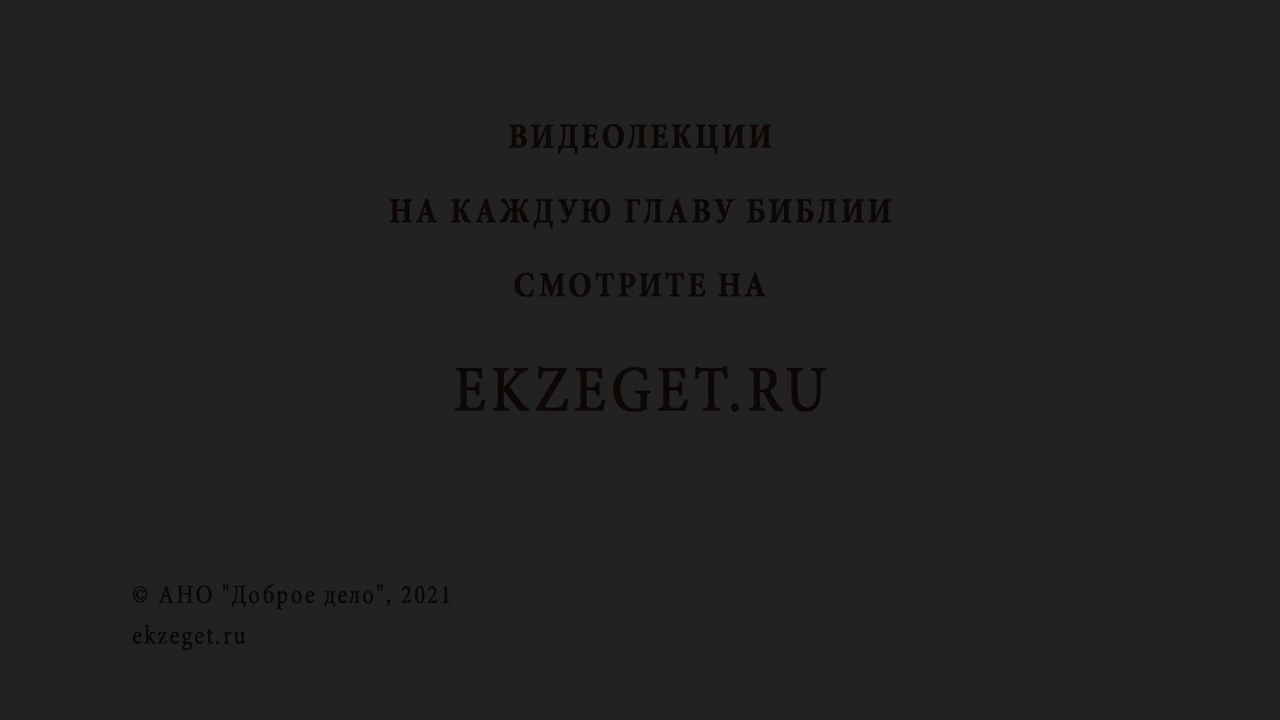 ВИДЕОЛЕКЦИИ
НА КАЖДУЮ ГЛАВУ БИБЛИИ
СМОТРИТЕ НА
EKZEGET.RU
© АНО "Доброе дело", 2021
ekzeget.ru